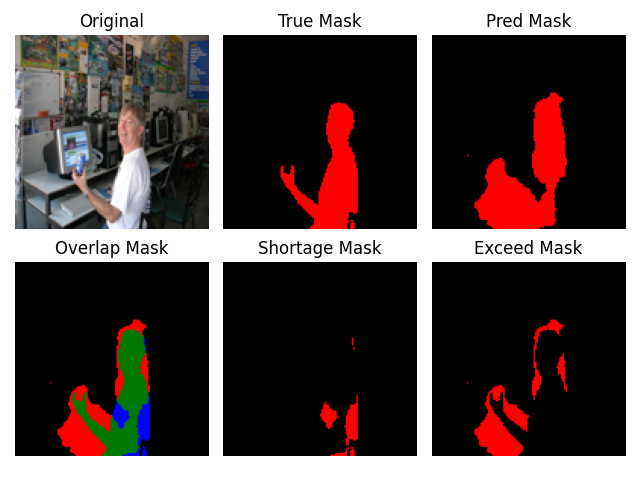 Original
True Mask
Pred Mask
Overlap Mask
Shortage Mask
Exceed Mask